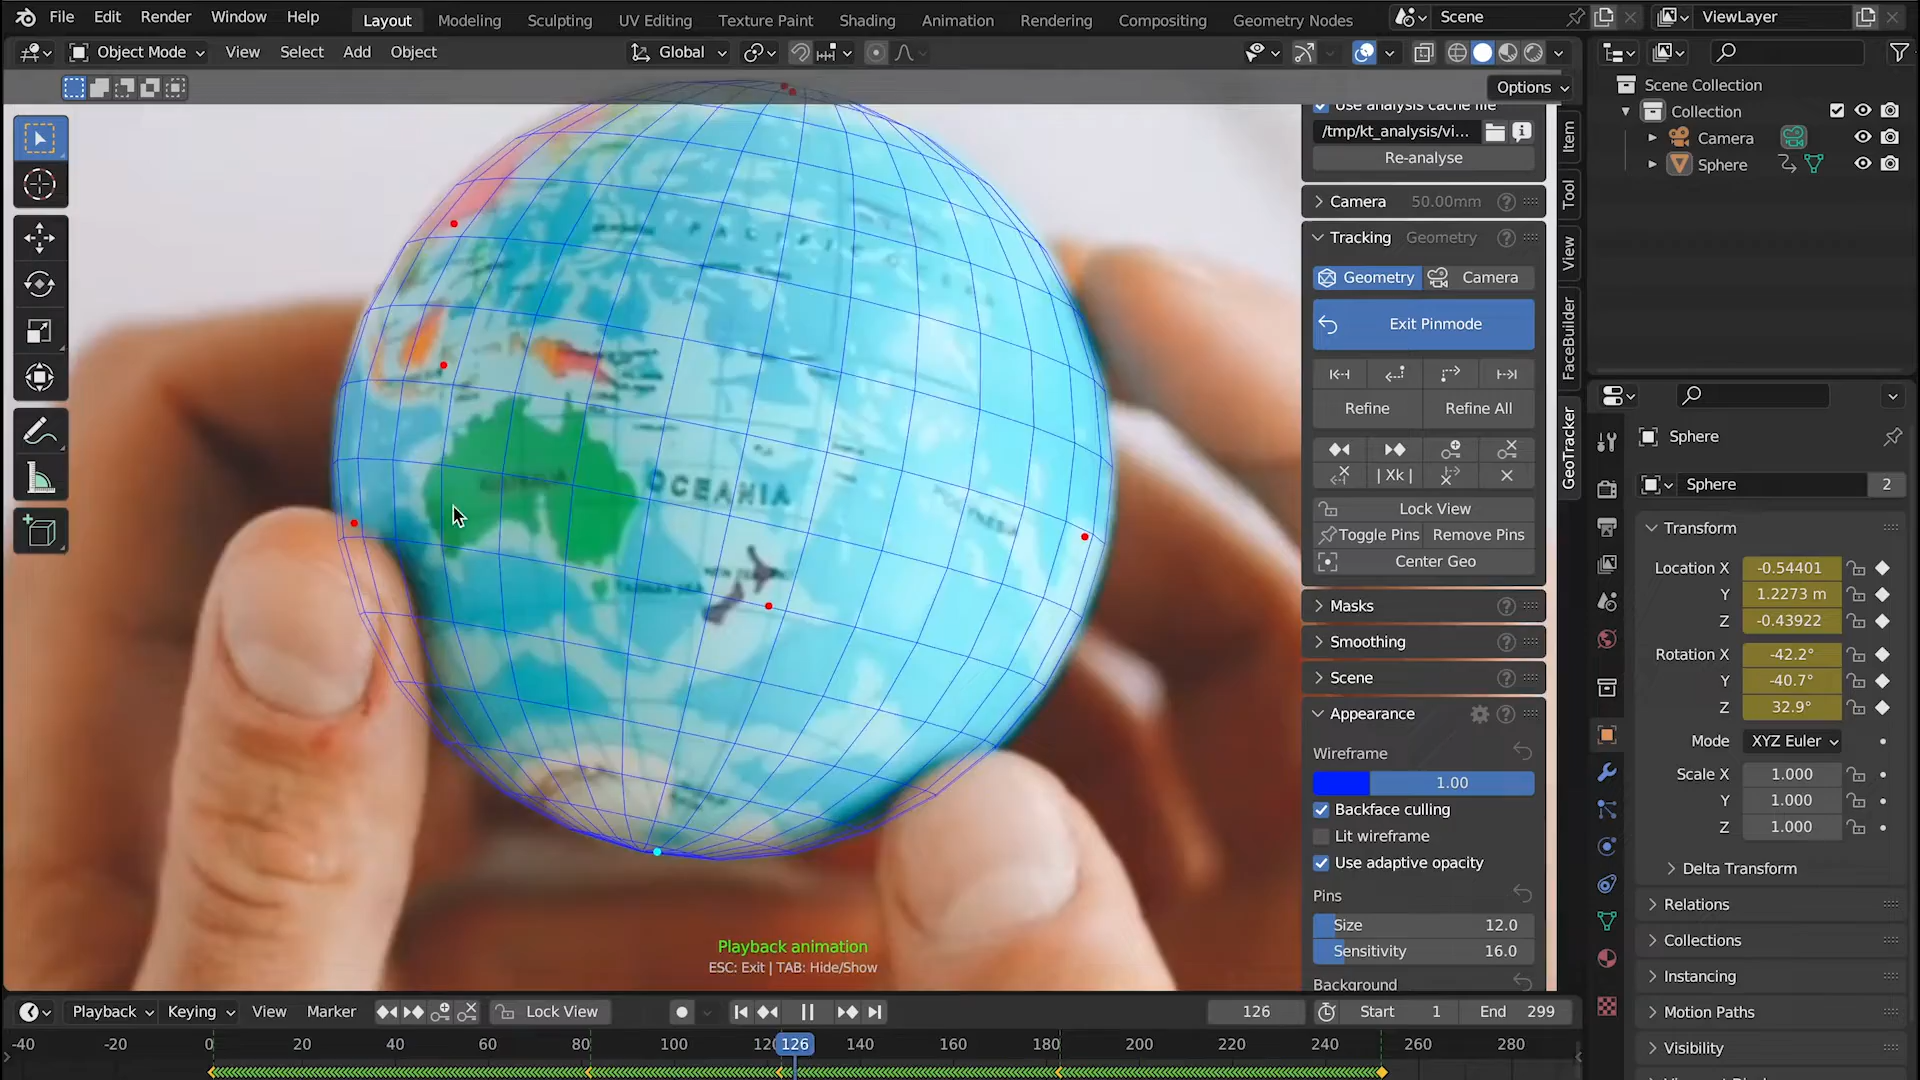 File Edit Render Window Help Layout Modeling Sculpting UV Editing Texture Paint Shading Animation Rendering Compositing Geometry Nodes Scene ViewLayer
Object Mode View Select Add Object Global
Options
Use analysis cache file
/tmp/kt_analysis/vi...
Re-analyse
Camera 50.00mm
Tracking Geometry
Geometry Camera
Exit Pinmode
Refine Refine All
| Xk |
Lock View
Toggle Pins Remove Pins
Center Geo
Masks
Smoothing
Scene
Appearance
Wireframe
1.00
Backface culling
Lit wireframe
Use adaptive opacity
Pins
Size 12.0
Sensitivity 16.0
Background
Item
Tool
View
FaceBuilder
GeoTracker
PACIFIC
OCEANIA
POLYNESIA
Playback animation
ESC: Exit | TAB: Hide/Show
Scene Collection
Collection
Camera
Sphere
Sphere
Sphere 2
Transform
Location X -0.54401
Y 1.2273 m
Z -0.43922
Rotation X -42.2°
Y -40.7°
Z 32.9°
Mode XYZ Euler
Scale X 1.000
Y 1.000
Z 1.000
Delta Transform
Relations
Collections
Instancing
Motion Paths
Visibility
Playback Keying View Marker Lock View 126 Start 1 End 299
-40 -20 0 20 40 60 80 100 120 126 140 160 180 200 220 240 260 280